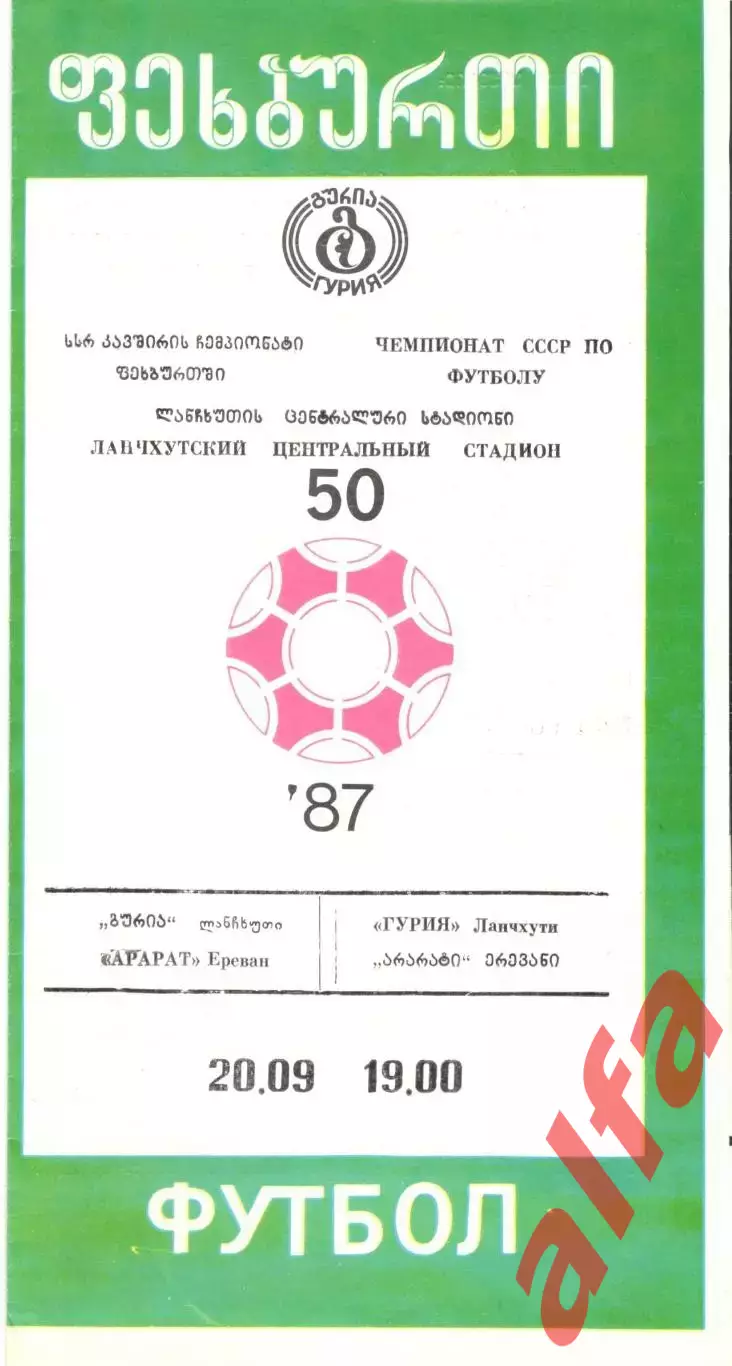 ფეხბურთი
გურია
ГУРИЯ
სსრ კავშირის ჩემპიონატი
ფეხბურთში
ЧЕМПИОНАТ СССР ПО
ФУТБОЛУ
ლანჩხუთის ცენტრალური სტადიონი
ЛАНЧХУТСКИЙ ЦЕНТРАЛЬНЫЙ СТАДИОН
50
'87
„გურია“ ლანჩხუთი
«АРАРАТ» Ереван
«ГУРИЯ» Ланчхути
„არარატი“ ერევანი
20.09 19.00
ФУТБОЛ
alfa